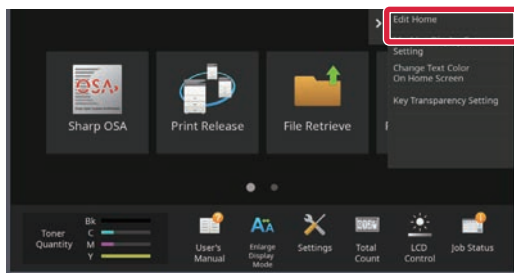 Edit Home
Setting
Change Text Color
On Home Screen
Key Transparency Setting
OSA
Sharp OSA
Print Release
File Retrieve
Toner
Quantity
Bk
C
M
Y
User's
Manual
Enlarge
Display
Mode
Settings
Total
Count
LCD
Control
Job Status